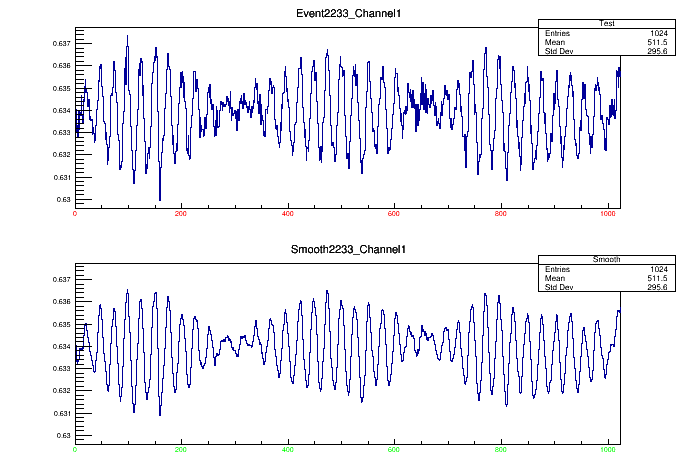 Event2233_Channel1
Test
Entries 1024
Mean 511.5
Std Dev 295.6
0.637
0.636
0.635
0.634
0.633
0.632
0.631
0.63
0 200 400 600 800 1000
Smooth2233_Channel1
Smooth
Entries 1024
Mean 511.5
Std Dev 295.6
0.637
0.636
0.635
0.634
0.633
0.632
0.631
0.63
0 200 400 600 800 1000